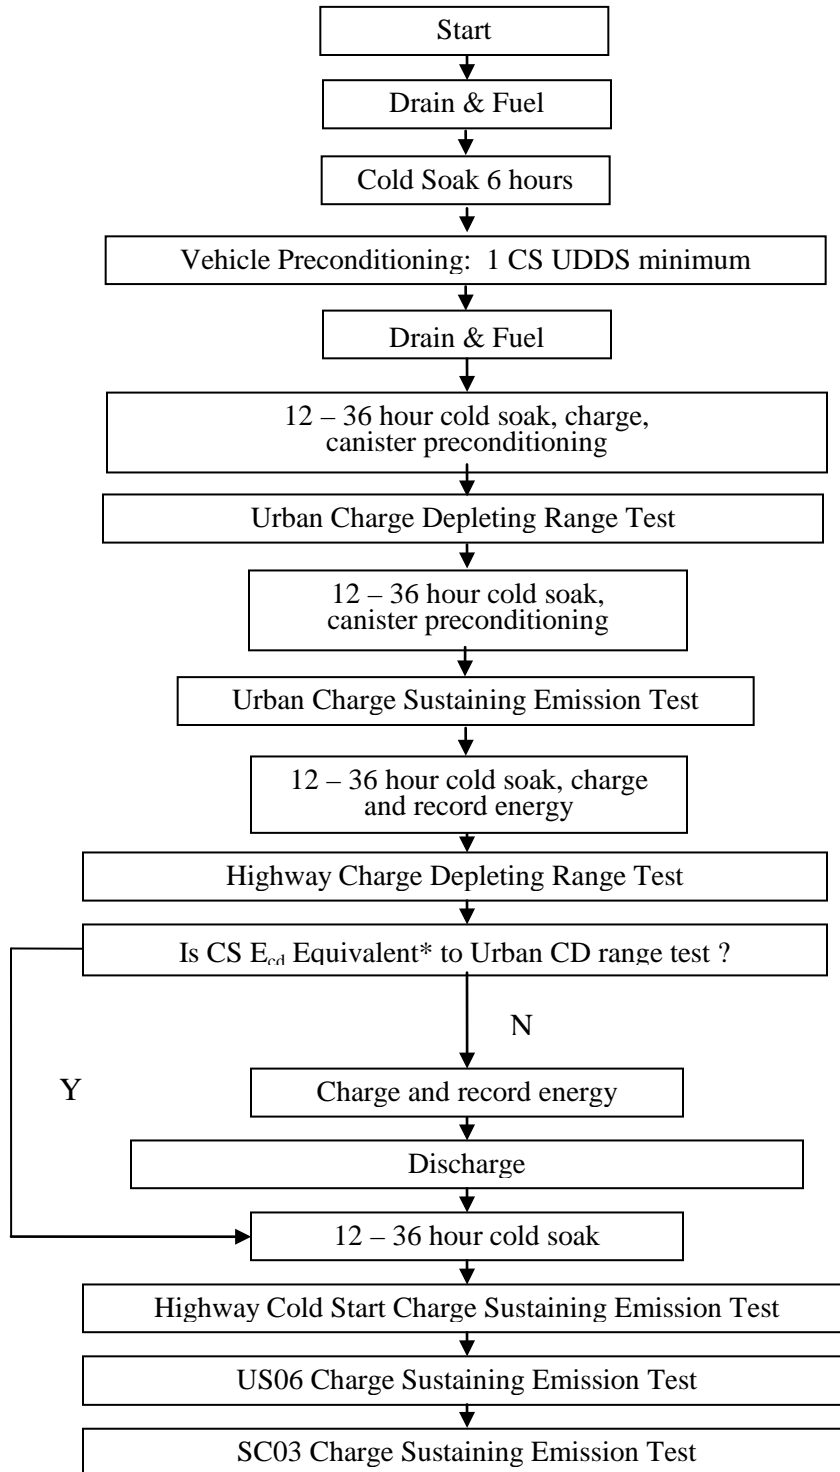 Start
Drain & Fuel
Cold Soak 6 hours
Vehicle Preconditioning:  1 CS UDDS minimum
Drain & Fuel
12 – 36 hour cold soak, charge,
canister preconditioning
Urban Charge Depleting Range Test
12 – 36 hour cold soak,
canister preconditioning
Urban Charge Sustaining Emission Test
12 – 36 hour cold soak, charge
and record energy
Highway Charge Depleting Range Test
Is CS Ecd Equivalent* to Urban CD range test ?
N
Y
Charge and record energy
Discharge
12 – 36 hour cold soak
Highway Cold Start Charge Sustaining Emission Test
US06 Charge Sustaining Emission Test
SC03 Charge Sustaining Emission Test